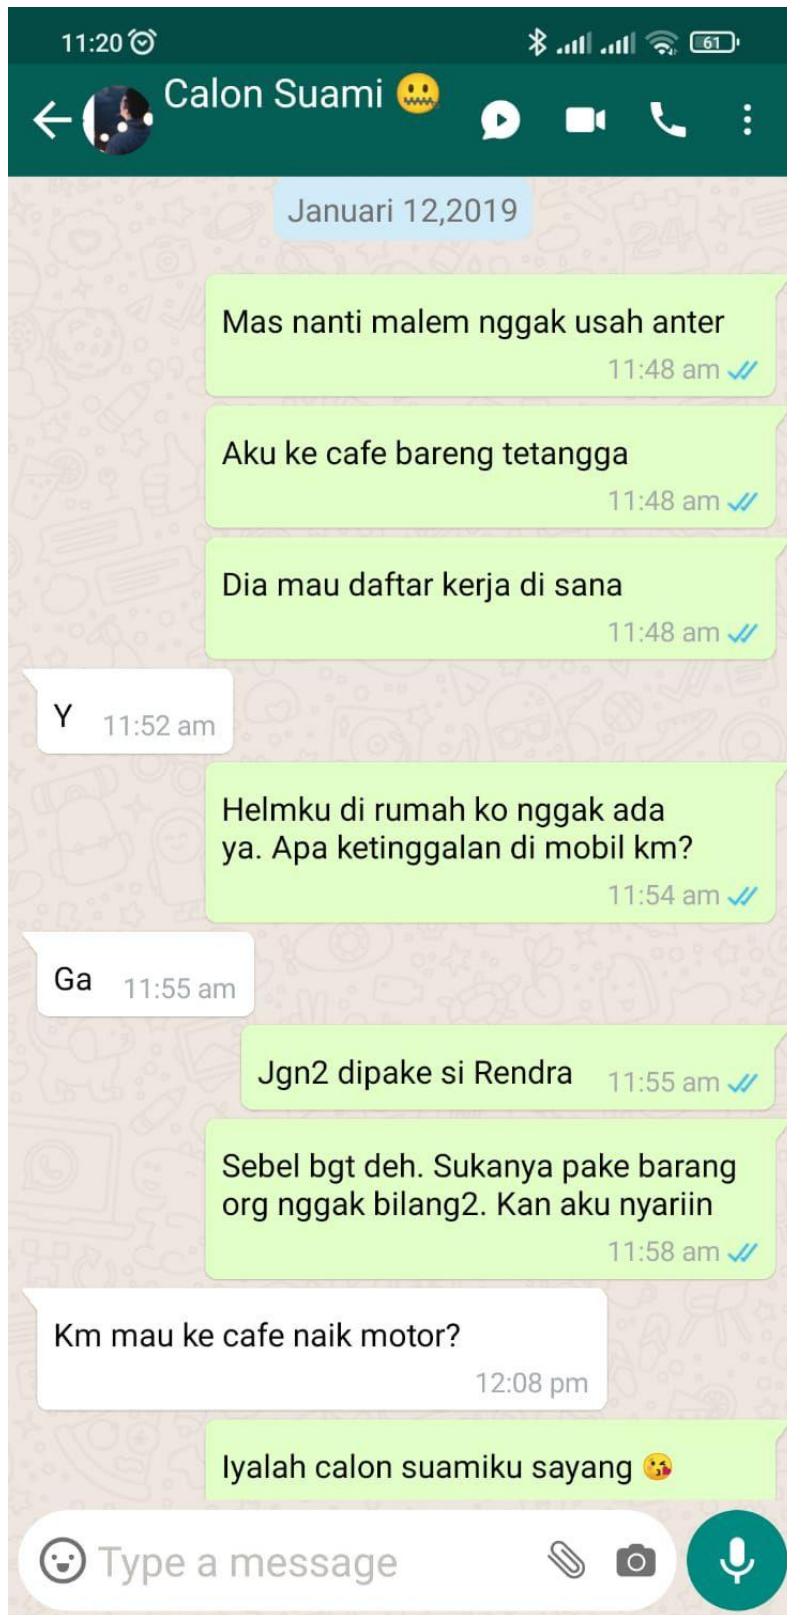 11:20
61
Calon Suami 🤐
Januari 12,2019
Mas nanti malem nggak usah anter
11:48 am
Aku ke cafe bareng tetangga
11:48 am
Dia mau daftar kerja di sana
11:48 am
Y 11:52 am
Helmku di rumah ko nggak ada
ya. Apa ketinggalan di mobil km?
11:54 am
Ga 11:55 am
Jgn2 dipake si Rendra 11:55 am
Sebel bgt deh. Sukanya pake barang
org nggak bilang2. Kan aku nyariin
11:58 am
Km mau ke cafe naik motor?
12:08 pm
Iyalah calon suamiku sayang 😘
Type a message